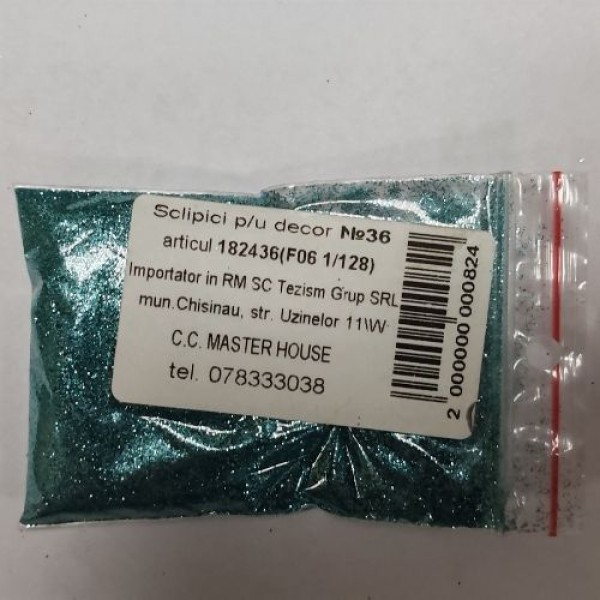 Sclipici p/u decor №36
articul 182436(F06 1/128)
Importator in RM SC Tezism Grup SRL
mun.Chisinau, str. Uzinelor 11\W
C.C. MASTER HOUSE
tel. 078333038
2 000000 000824